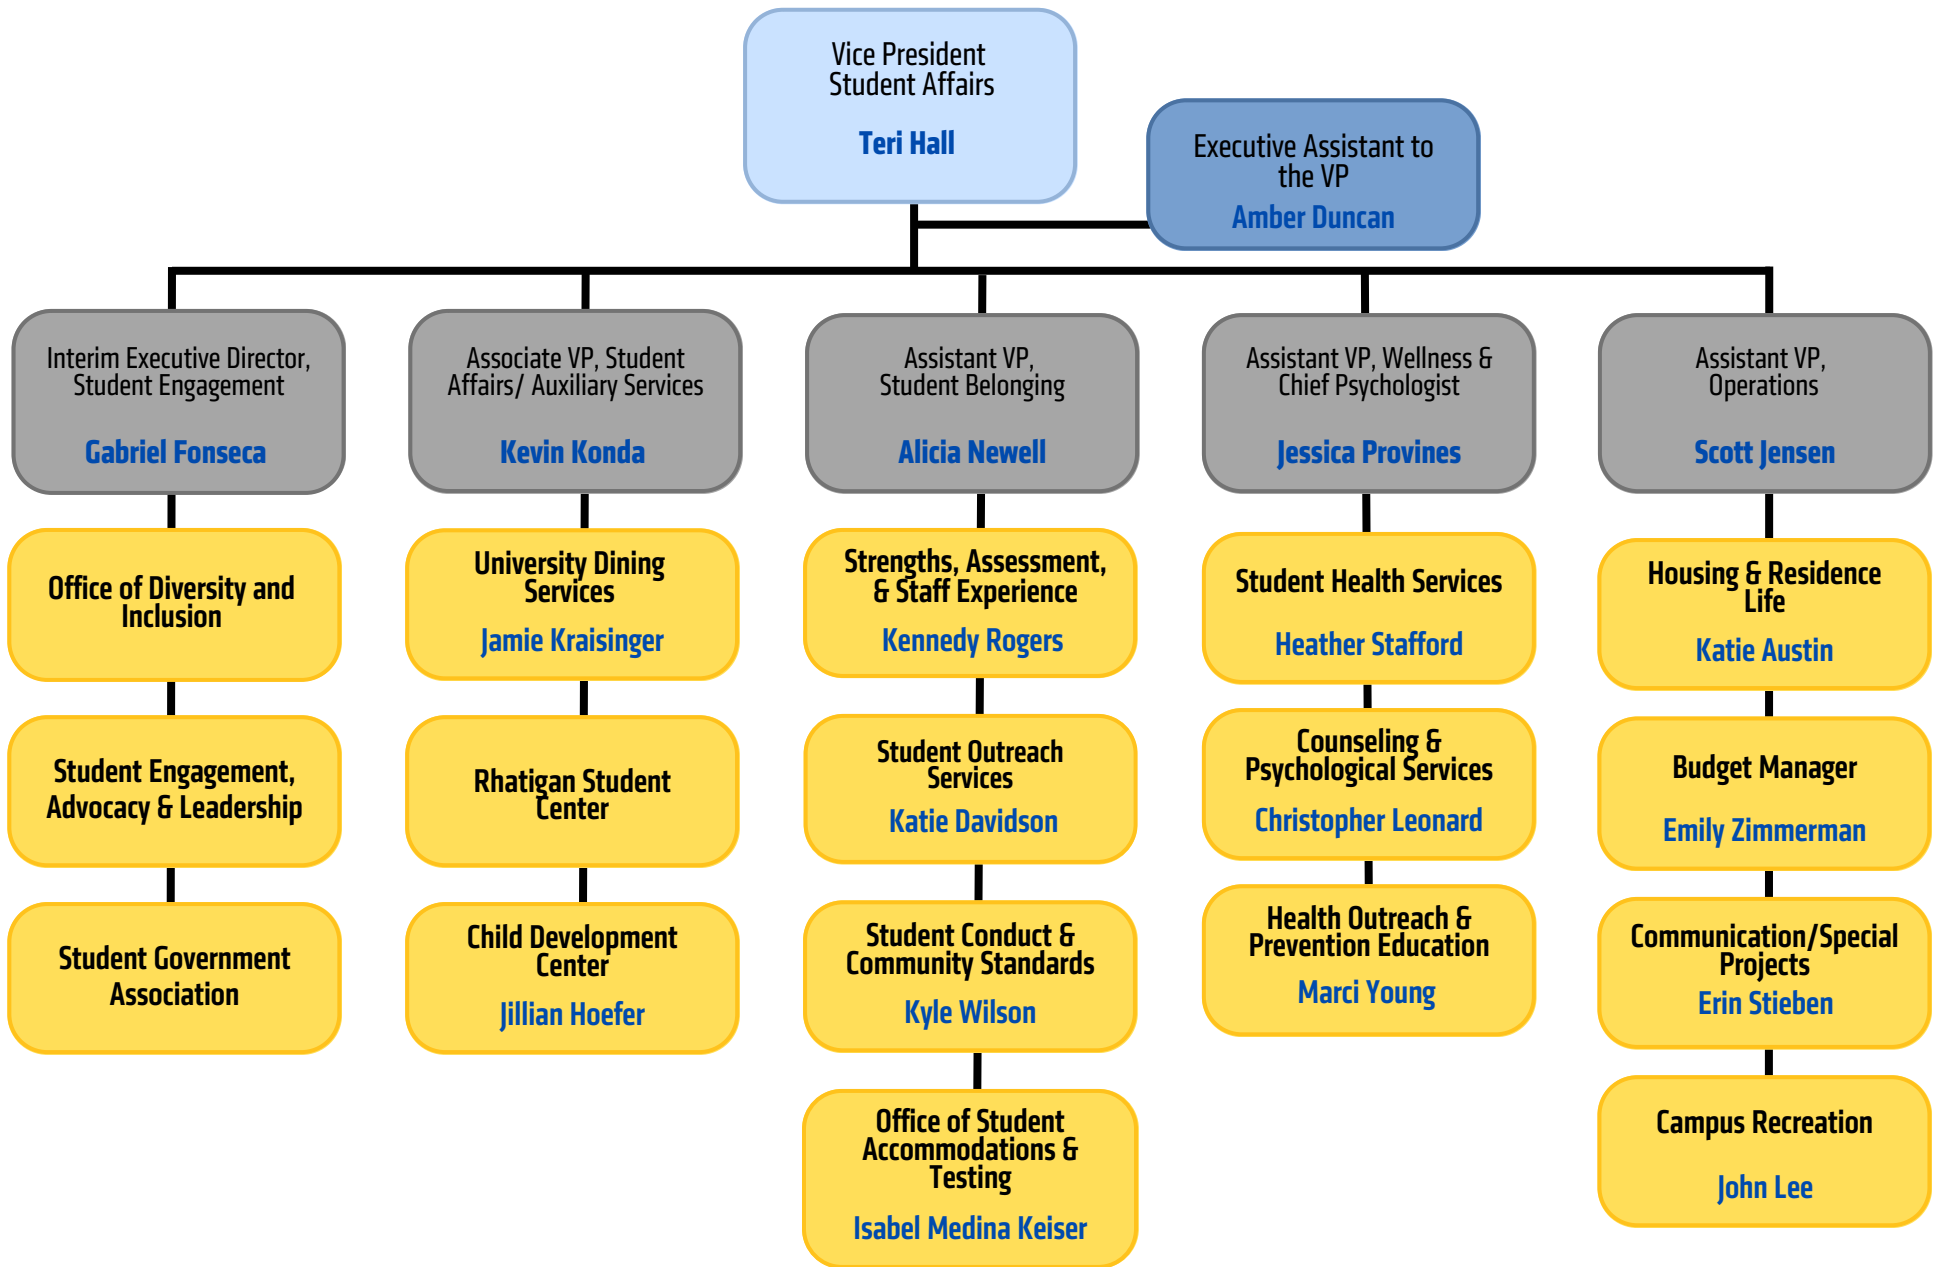 Vice President
Student Affairs
Teri Hall
Executive Assistant to
the VP
Amber Duncan
Interim Executive Director,
Student Engagement
Gabriel Fonseca
Associate VP, Student
Affairs/ Auxiliary Services
Kevin Konda
Assistant VP,
Student Belonging
Alicia Newell
Assistant VP, Wellness &
Chief Psychologist
Jessica Provines
Assistant VP,
Operations
Scott Jensen
Office of Diversity and
Inclusion
Student Engagement,
Advocacy & Leadership
Student Government
Association
University Dining
Services
Jamie Kraisinger
Rhatigan Student
Center
Child Development
Center
Jillian Hoefer
Strengths, Assessment,
& Staff Experience
Kennedy Rogers
Student Outreach
Services
Katie Davidson
Student Conduct &
Community Standards
Kyle Wilson
Office of Student
Accommodations &
Testing
Isabel Medina Keiser
Student Health Services
Heather Stafford
Counseling &
Psychological Services
Christopher Leonard
Health Outreach &
Prevention Education
Marci Young
Housing & Residence
Life
Katie Austin
Budget Manager
Emily Zimmerman
Communication/Special
Projects
Erin Stieben
Campus Recreation
John Lee